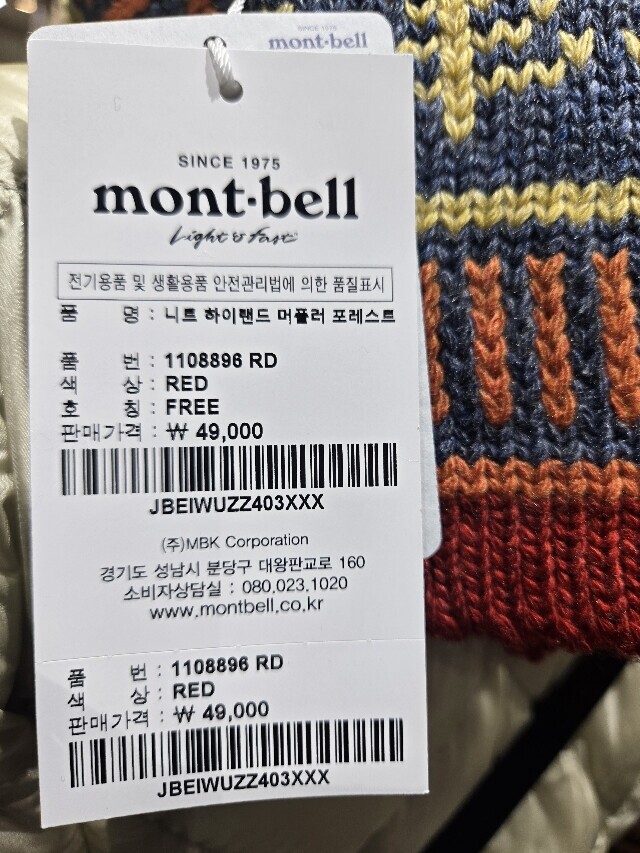 SINCE 1975
mont·bell
SINCE 1975
mont·bell
Light & Fast
전기용품 및 생활용품 안전관리법에 의한 품질표시
품 명 : 니트 하이랜드 머플러 포레스트
품 번 : 1108896 RD
색 상 : RED
호 칭 : FREE
판매가격 : ₩ 49,000
JBEIWUZZ403XXX
(주)MBK Corporation
경기도 성남시 분당구 대왕판교로 160
소비자상담실 : 080.023.1020
www.montbell.co.kr
품 번 : 1108896 RD
색 상 : RED
판매가격 : ₩ 49,000
JBEIWUZZ403XXX